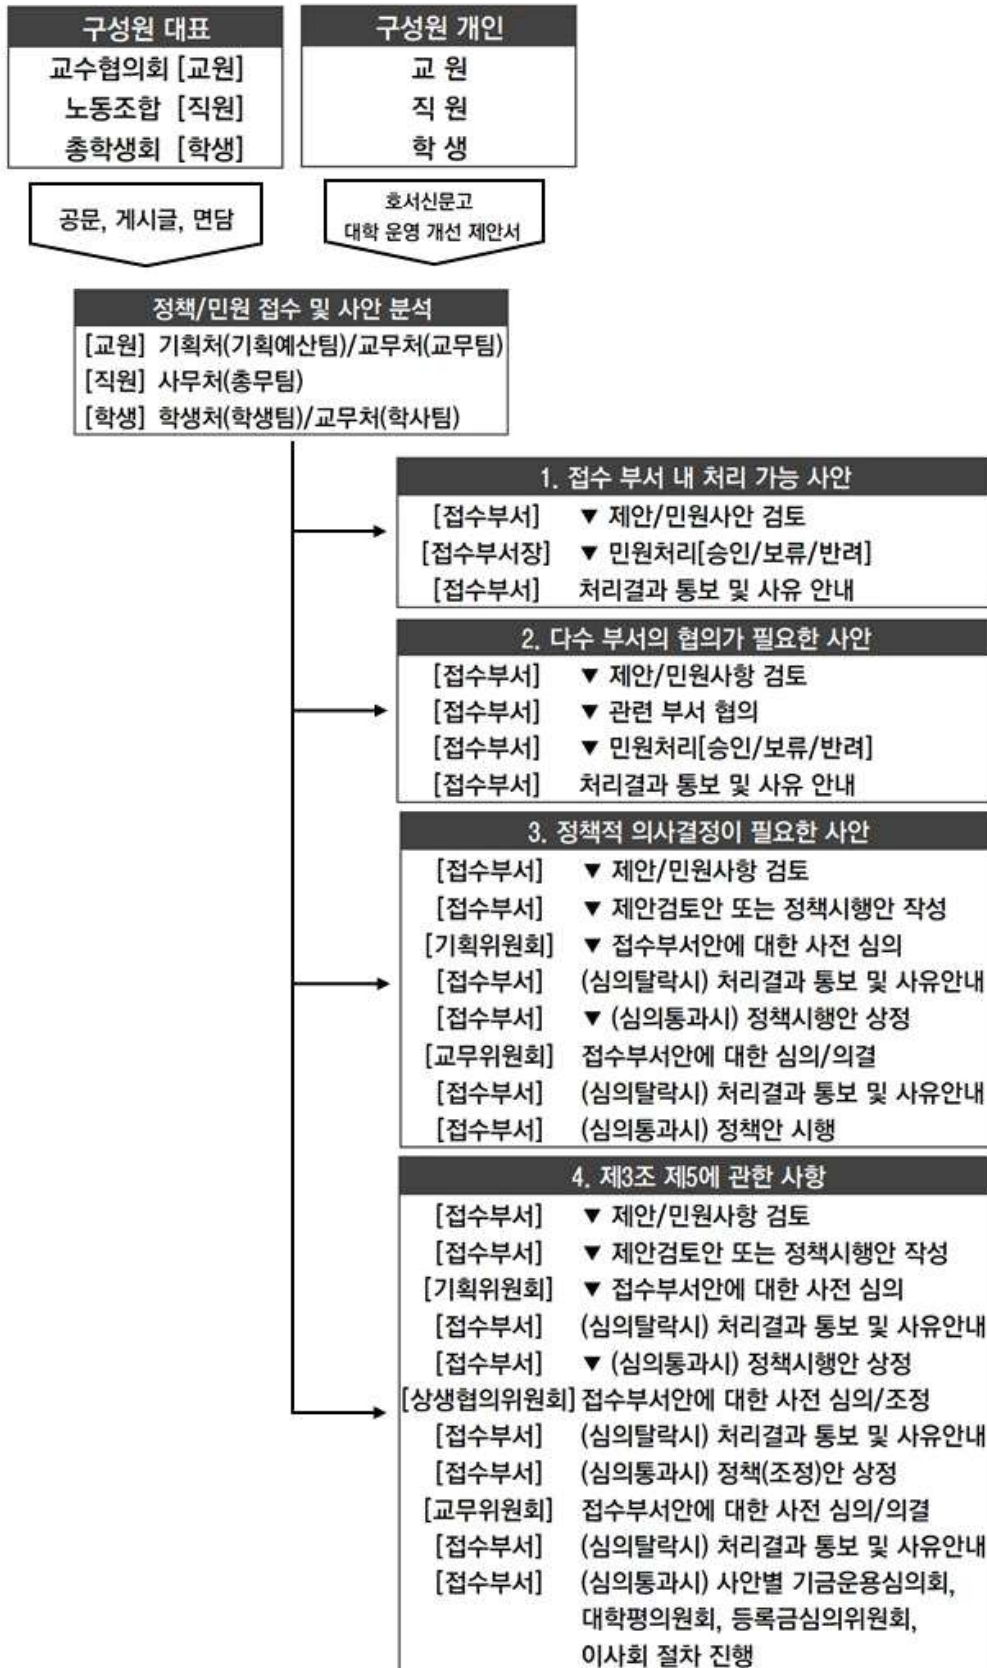 구성원 대표
교수협의회 [교원]
노동조합 [직원]
총학생회 [학생]
구성원 개인
교 원
직 원
학 생
공문, 게시글, 면담
호서신문고
대학 운영 개선 제안서
정책/민원 접수 및 사안 분석
[교원] 기획처(기획예산팀)/교무처(교무팀)
[직원] 사무처(총무팀)
[학생] 학생처(학생팀)/교무처(학사팀)
1. 접수 부서 내 처리 가능 사안
[접수부서] ▼ 제안/민원사안 검토
[접수부서장] ▼ 민원처리[승인/보류/반려]
[접수부서] 처리결과 통보 및 사유 안내
2. 다수 부서의 협의가 필요한 사안
[접수부서] ▼ 제안/민원사항 검토
[접수부서] ▼ 관련 부서 협의
[접수부서] ▼ 민원처리[승인/보류/반려]
[접수부서] 처리결과 통보 및 사유 안내
3. 정책적 의사결정이 필요한 사안
[접수부서] ▼ 제안/민원사항 검토
[접수부서] ▼ 제안검토안 또는 정책시행안 작성
[기획위원회] ▼ 접수부서안에 대한 사전 심의
[접수부서] (심의탈락시) 처리결과 통보 및 사유안내
[접수부서] ▼ (심의통과시) 정책시행안 상정
[교무위원회] 접수부서안에 대한 심의/의결
[접수부서] (심의탈락시) 처리결과 통보 및 사유안내
[접수부서] (심의통과시) 정책안 시행
4. 제3조 제5에 관한 사항
[접수부서] ▼ 제안/민원사항 검토
[접수부서] ▼ 제안검토안 또는 정책시행안 작성
[기획위원회] ▼ 접수부서안에 대한 사전 심의
[접수부서] (심의탈락시) 처리결과 통보 및 사유안내
[접수부서] ▼ (심의통과시) 정책시행안 상정
[상생협의위원회] 접수부서안에 대한 사전 심의/조정
[접수부서] (심의탈락시) 처리결과 통보 및 사유안내
[접수부서] (심의통과시) 정책(조정)안 상정
[교무위원회] 접수부서안에 대한 사전 심의/의결
[접수부서] (심의탈락시) 처리결과 통보 및 사유안내
[접수부서] (심의통과시) 사안별 기금운용심의회,
대학평의원회, 등록금심의위원회,
이사회 절차 진행